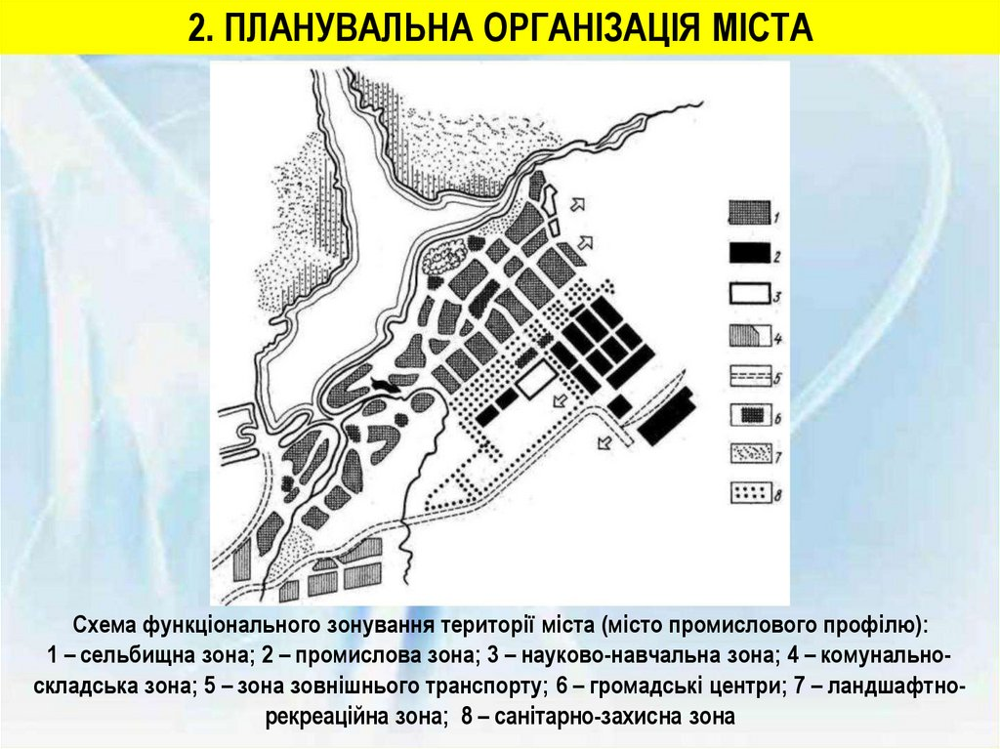 2. ПЛАНУВАЛЬНА ОРГАНІЗАЦІЯ МІСТА
1
2
3
4
5
6
7
8
Схема функціонального зонування території міста (місто промислового профілю):
1 – сельбищна зона; 2 – промислова зона; 3 – науково-навчальна зона; 4 – комунально-
складська зона; 5 – зона зовнішнього транспорту; 6 – громадські центри; 7 – ландшафтно-
рекреаційна зона;  8 – санітарно-захисна зона